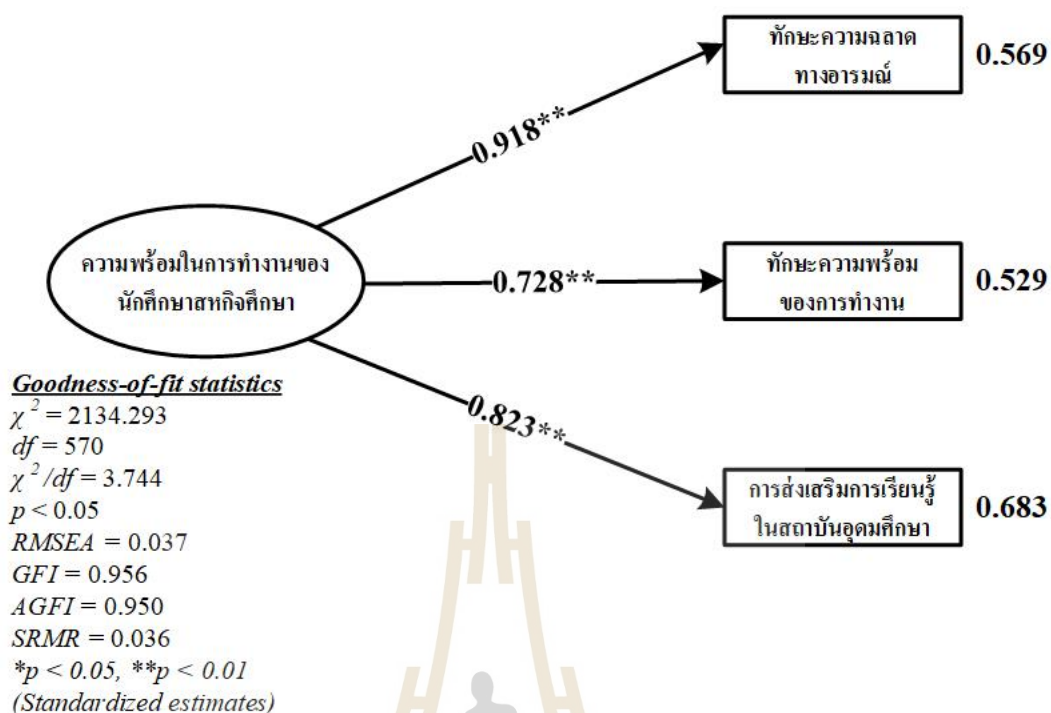 ทักษะความฉลาด
ทางอารมณ์
0.569
0.918**
ความพร้อมในการทำงานของ
นักศึกษาสหกิจศึกษา
0.728**
ทักษะความพร้อม
ของการทำงาน
0.529
0.823**
การส่งเสริมการเรียนรู้
ในสถาบันอุดมศึกษา
0.683
Goodness-of-fit statistics
χ² = 2134.293
df = 570
χ²/df = 3.744
p < 0.05
RMSEA = 0.037
GFI = 0.956
AGFI = 0.950
SRMR = 0.036
*p < 0.05, **p < 0.01
(Standardized estimates)